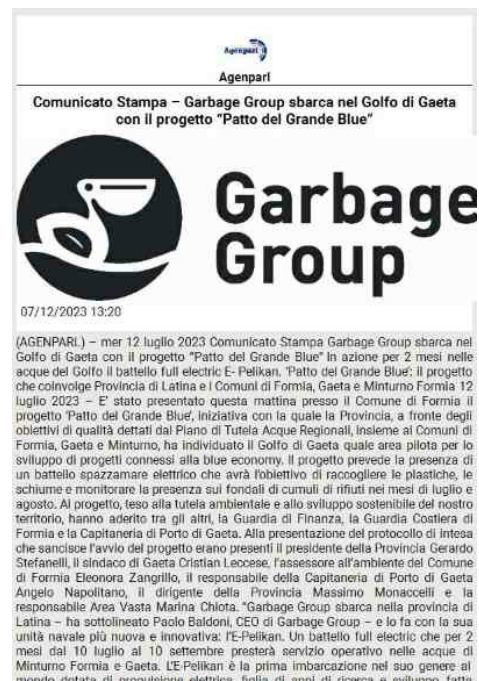 Agenparl
Agenparl
Comunicato Stampa – Garbage Group sbarca nel Golfo di Gaeta
con il progetto "Patto del Grande Blue"
Garbage
Group
07/12/2023 13:20
(AGENPARL) – mer 12 luglio 2023 Comunicato Stampa Garbage Group sbarca nel
Golfo di Gaeta con il progetto "Patto del Grande Blue" In azione per 2 mesi nelle
acque del Golfo il battello full electric E- Pelikan. 'Patto del Grande Blue': il progetto
che coinvolge Provincia di Latina e i Comuni di Formia, Gaeta e Minturno Formia 12
luglio 2023 – E' stato presentato questa mattina presso il Comune di Formia il
progetto 'Patto del Grande Blue', iniziativa con la quale la Provincia, a fronte degli
obiettivi di qualità dettati dal Piano di Tutela Acque Regionali, insieme ai Comuni di
Formia, Gaeta e Minturno, ha individuato il Golfo di Gaeta quale area pilota per lo
sviluppo di progetti connessi alla blue economy. Il progetto prevede la presenza di
un battello spazzamare elettrico che avrà l'obiettivo di raccogliere le plastiche, le
schiume e monitorare la presenza sui fondali di cumuli di rifiuti nei mesi di luglio e
agosto. Al progetto, teso alla tutela ambientale e allo sviluppo sostenibile del nostro
territorio, hanno aderito tra gli altri, la Guardia di Finanza, la Guardia Costiera di
Formia e la Capitaneria di Porto di Gaeta. Alla presentazione del protocollo di intesa
che sancisce l'avvio del progetto erano presenti il presidente della Provincia Gerardo
Stefanelli, il sindaco di Gaeta Cristian Leccese, l'assessore all'ambiente del Comune
di Formia Eleonora Zangrillo, il responsabile della Capitaneria di Porto di Gaeta
Angelo Napolitano, il dirigente della Provincia Massimo Monaccelli e la
responsabile Area Vasta Marina Chiota. "Garbage Group sbarca nella provincia di
Latina – ha sottolineato Paolo Baldoni, CEO di Garbage Group – e lo fa con la sua
unità navale più nuova e innovativa: l'E-Pelikan. Un battello full electric che per 2
mesi dal 10 luglio al 10 settembre presterà servizio operativo nelle acque di
Minturno Formia e Gaeta. L'E-Pelikan è la prima imbarcazione nel suo genere al
mondo dotata di propulsione elettrica, figlia di anni di ricerca e sviluppo, fatta